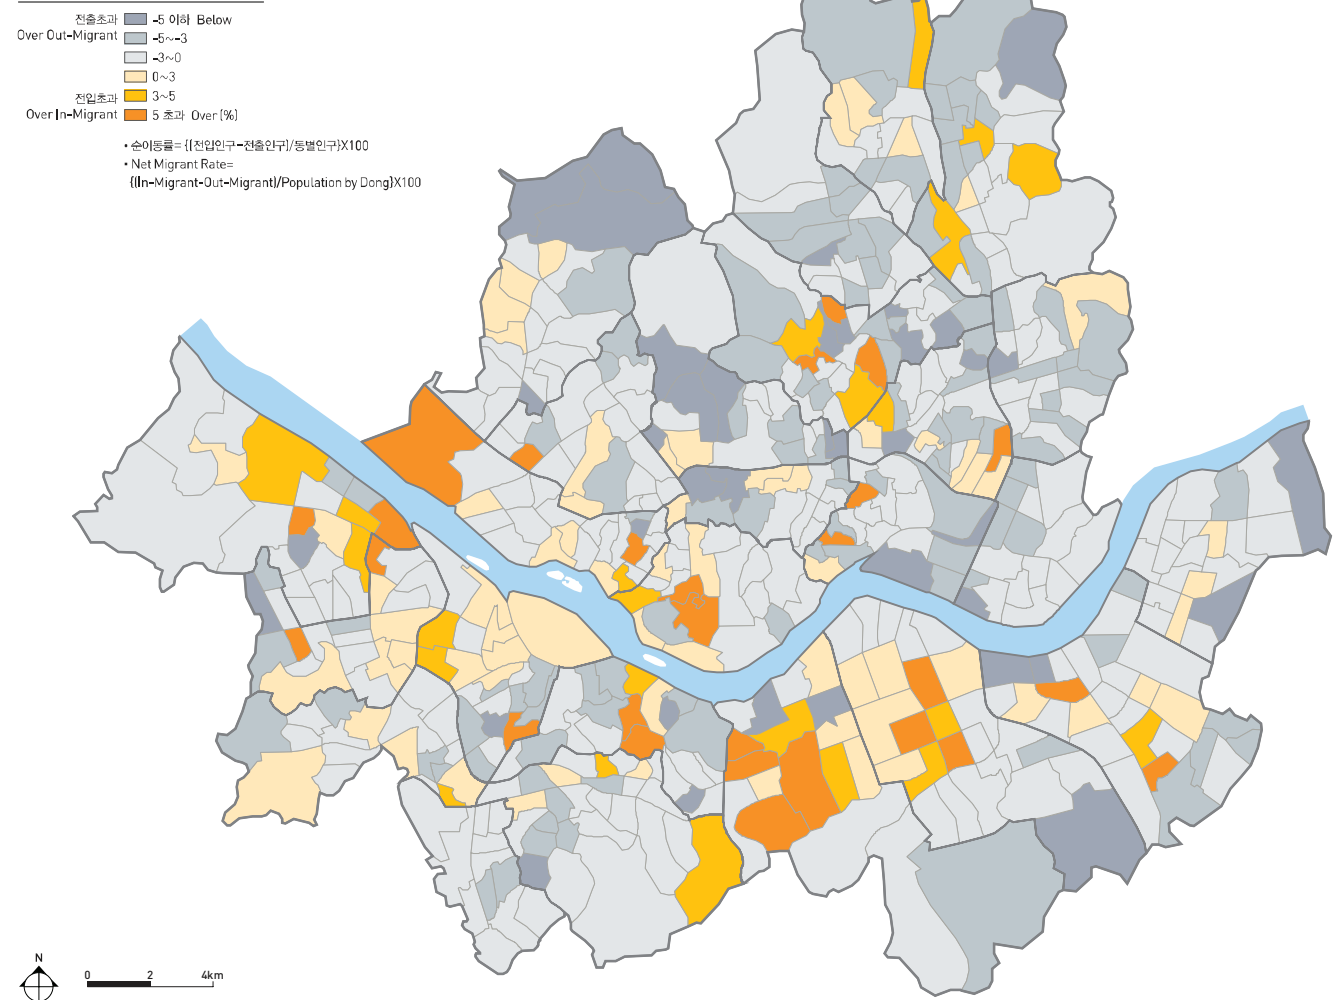 전출초과 -5 이하 Below
Over Out-Migrant -5~-3
-3~0
0~3
전입초과 3~5
Over In-Migrant 5 초과 Over (%)
• 순이동률= {(전입인구-전출인구)/동별인구}X100
• Net Migrant Rate=
{(In-Migrant-Out-Migrant)/Population by Dong}X100
N
0 2 4km